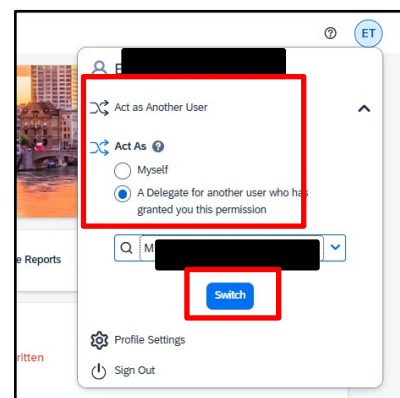 ET
E
Act as Another User
Act As
Myself
A Delegate for another user who has
granted you this permission
M
e Reports
Switch
Profile Settings
ritten
Sign Out